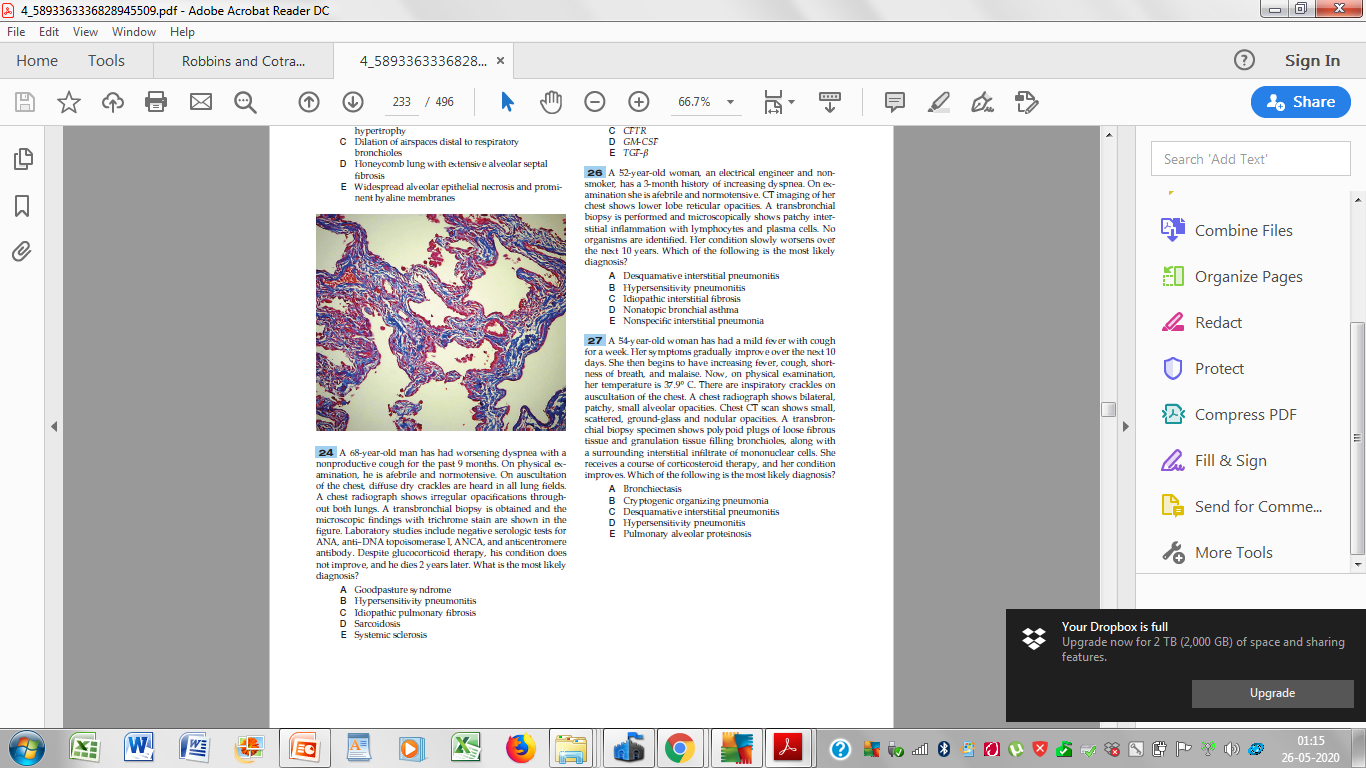 4_5893363336828945509.pdf - Adobe Acrobat Reader DC
File Edit View Window Help
Home Tools Robbins and Cotra... 4_5893363336828... × Sign In
233 / 496 66.7% Share
hypertrophy
C Dilation of airspaces distal to respiratory
bronchioles
D Honeycomb lung with extensive alveolar septal
fibrosis
E Widespread alveolar epithelial necrosis and promi-
nent hyaline membranes
24 A 68-year-old man has had worsening dyspnea with a
nonproductive cough for the past 9 months. On physical ex-
amination, he is afebrile and normotensive. On auscultation
of the chest, diffuse dry crackles are heard in all lung fields.
A chest radiograph shows irregular opacifications through-
out both lungs. A transbronchial biopsy is obtained and the
microscopic findings with trichrome stain are shown in the
figure. Laboratory studies include negative serologic tests for
ANA, anti–DNA topoisomerase I, ANCA, and anticentromere
antibody. Despite glucocorticoid therapy, his condition does
not improve, and he dies 2 years later. What is the most likely
diagnosis?
A Goodpasture syndrome
B Hypersensitivity pneumonitis
C Idiopathic pulmonary fibrosis
D Sarcoidosis
E Systemic sclerosis
C CFTR
D GM-CSF
E TGF-β
26 A 52-year-old woman, an electrical engineer and non-
smoker, has a 3-month history of increasing dyspnea. On ex-
amination she is afebrile and normotensive. CT imaging of her
chest shows lower lobe reticular opacities. A transbronchial
biopsy is performed and microscopically shows patchy inter-
stitial inflammation with lymphocytes and plasma cells. No
organisms are identified. Her condition slowly worsens over
the next 10 years. Which of the following is the most likely
diagnosis?
A Desquamative interstitial pneumonitis
B Hypersensitivity pneumonitis
C Idiopathic interstitial fibrosis
D Nonatopic bronchial asthma
E Nonspecific interstitial pneumonia
27 A 54-year-old woman has had a mild fever with cough
for a week. Her symptoms gradually improve over the next 10
days. She then begins to have increasing fever, cough, short-
ness of breath, and malaise. Now, on physical examination,
her temperature is 37.9° C. There are inspiratory crackles on
auscultation of the chest. A chest radiograph shows bilateral,
patchy, small alveolar opacities. Chest CT scan shows small,
scattered, ground-glass and nodular opacities. A transbron-
chial biopsy specimen shows polypoid plugs of loose fibrous
tissue and granulation tissue filling bronchioles, along with
a surrounding interstitial infiltrate of mononuclear cells. She
receives a course of corticosteroid therapy, and her condition
improves. Which of the following is the most likely diagnosis?
A Bronchiectasis
B Cryptogenic organizing pneumonia
C Desquamative interstitial pneumonitis
D Hypersensitivity pneumonitis
E Pulmonary alveolar proteinosis
Search 'Add Text'
Combine Files
Organize Pages
Redact
Protect
Compress PDF
Fill & Sign
Send for Comme...
More Tools
Your Dropbox is full
Upgrade now for 2 TB (2,000 GB) of space and sharing
features.
Upgrade
01:15
26-05-2020